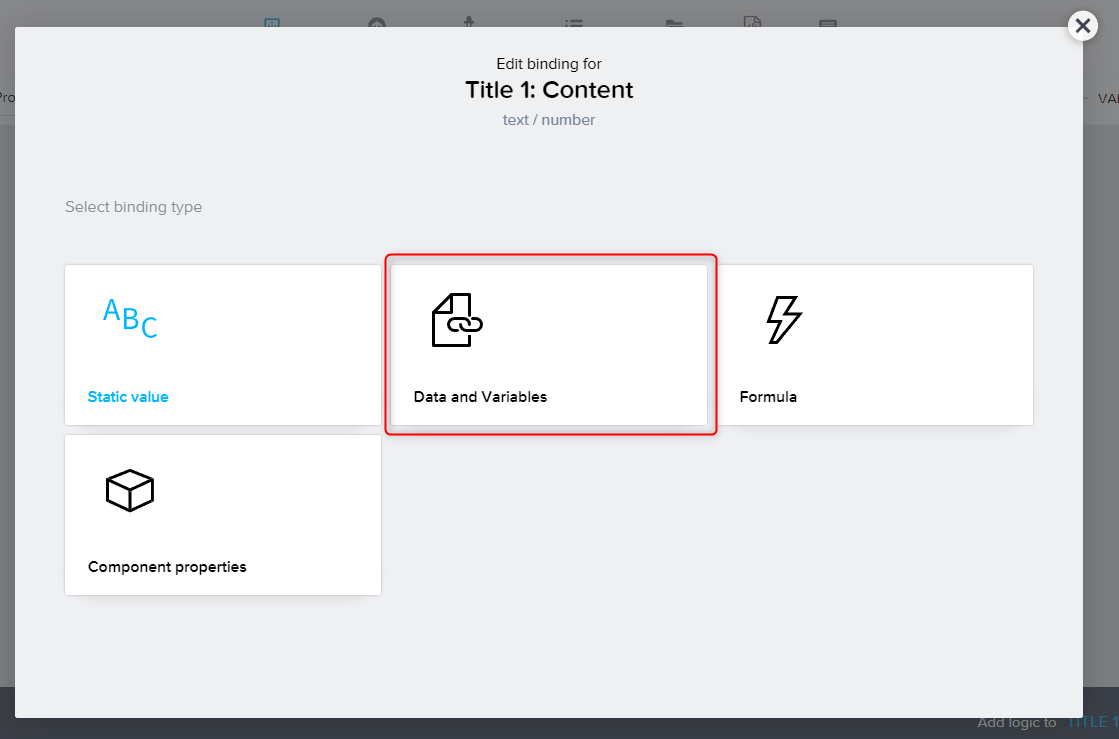 Edit binding for
Title 1: Content
text / number
Pro
VA
Select binding type
ABC
Static value
Data and Variables
Formula
Component properties
Add logic to TITLE 1